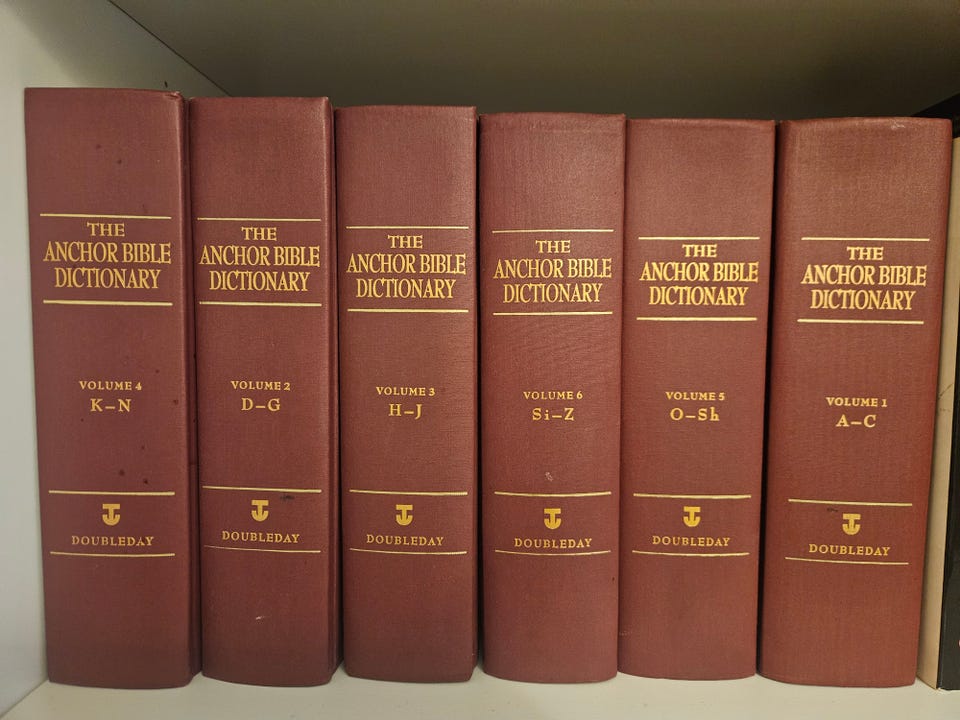 THE
ANCHOR BIBLE
DICTIONARY
VOLUME 4
K–N
DOUBLEDAY
THE
ANCHOR BIBLE
DICTIONARY
VOLUME 2
D–G
DOUBLEDAY
THE
ANCHOR BIBLE
DICTIONARY
VOLUME 3
H–J
DOUBLEDAY
THE
ANCHOR BIBLE
DICTIONARY
VOLUME 6
Si–Z
DOUBLEDAY
THE
ANCHOR BIBLE
DICTIONARY
VOLUME 5
O–Sh
DOUBLEDAY
THE
ANCHOR BIBLE
DICTIONARY
VOLUME 1
A–C
DOUBLEDAY